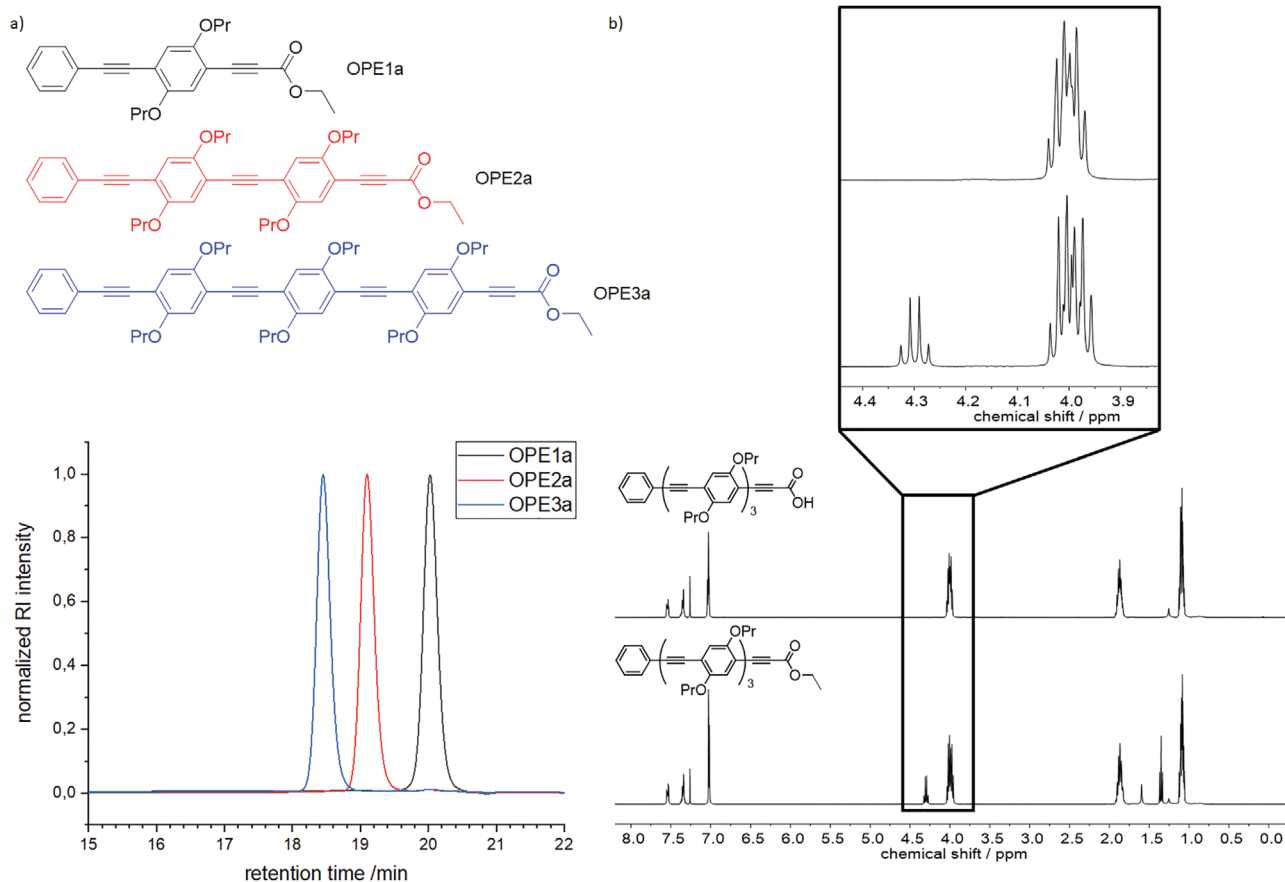 a)
OPr
PrO
O
O
OPE1a
OPr
OPr
PrO
PrO
O
O
OPE2a
OPr
OPr
OPr
PrO
PrO
PrO
O
O
OPE3a
normalized RI intensity
1,0
0,8
0,6
0,4
0,2
0,0
15 16 17 18 19 20 21 22
retention time /min
OPE1a
OPE2a
OPE3a
b)
4.4 4.3 4.2 4.1 4.0 3.9
chemical shift / ppm
OPr
PrO
3
O
OH
OPr
PrO
3
O
O
8.0 7.5 7.0 6.5 6.0 5.5 5.0 4.5 4.0 3.5 3.0 2.5 2.0 1.5 1.0 0.5 0.0
chemical shift / ppm